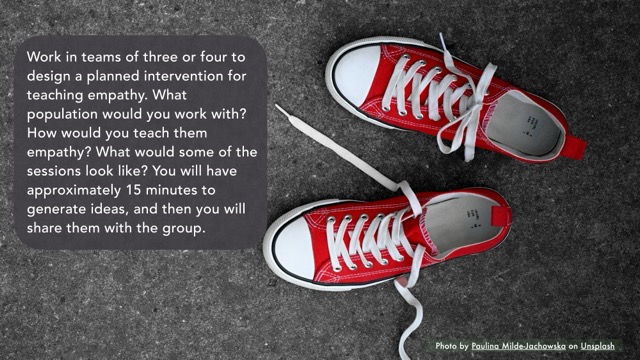 Work in teams of three or four to
design a planned intervention for
teaching empathy. What
population would you work with?
How would you teach them
empathy? What would some of the
sessions look like? You will have
approximately 15 minutes to
generate ideas, and then you will
share them with the group.
Photo by Paulina Milde-Jachowska on Unsplash